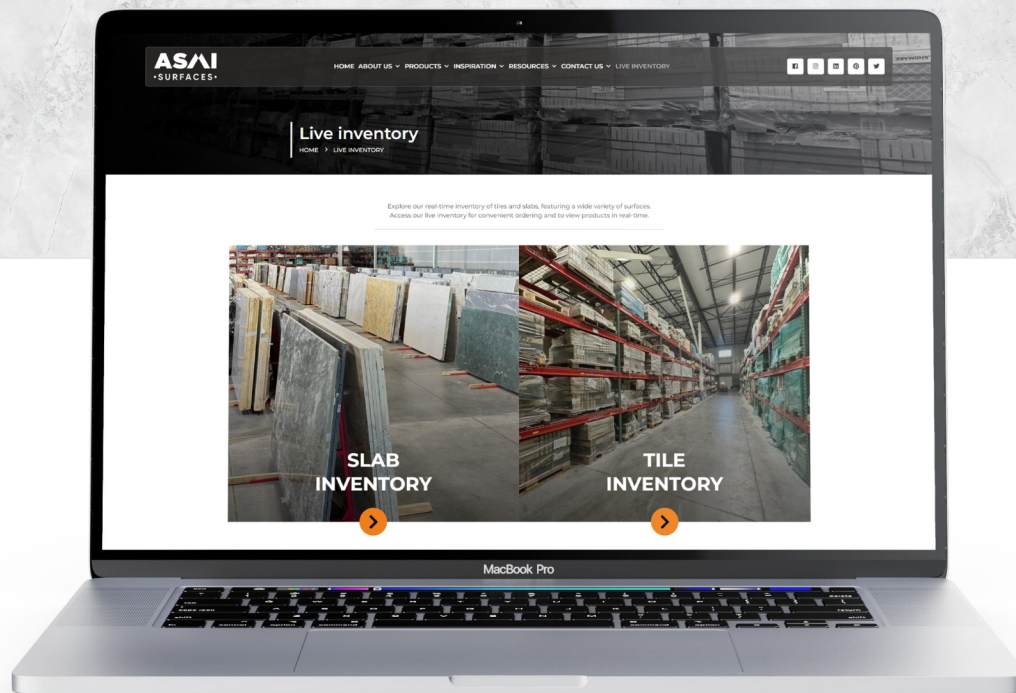 ASMI
•SURFACES•
HOME ABOUT US PRODUCTS INSPIRATION RESOURCES CONTACT US LIVE INVENTORY
Live inventory
HOME > LIVE INVENTORY
Explore our real-time inventory of tiles and slabs, featuring a wide variety of surfaces.
Access our live inventory for convenient ordering and to view products in real-time.
SLAB
INVENTORY
TILE
INVENTORY
MacBook Pro